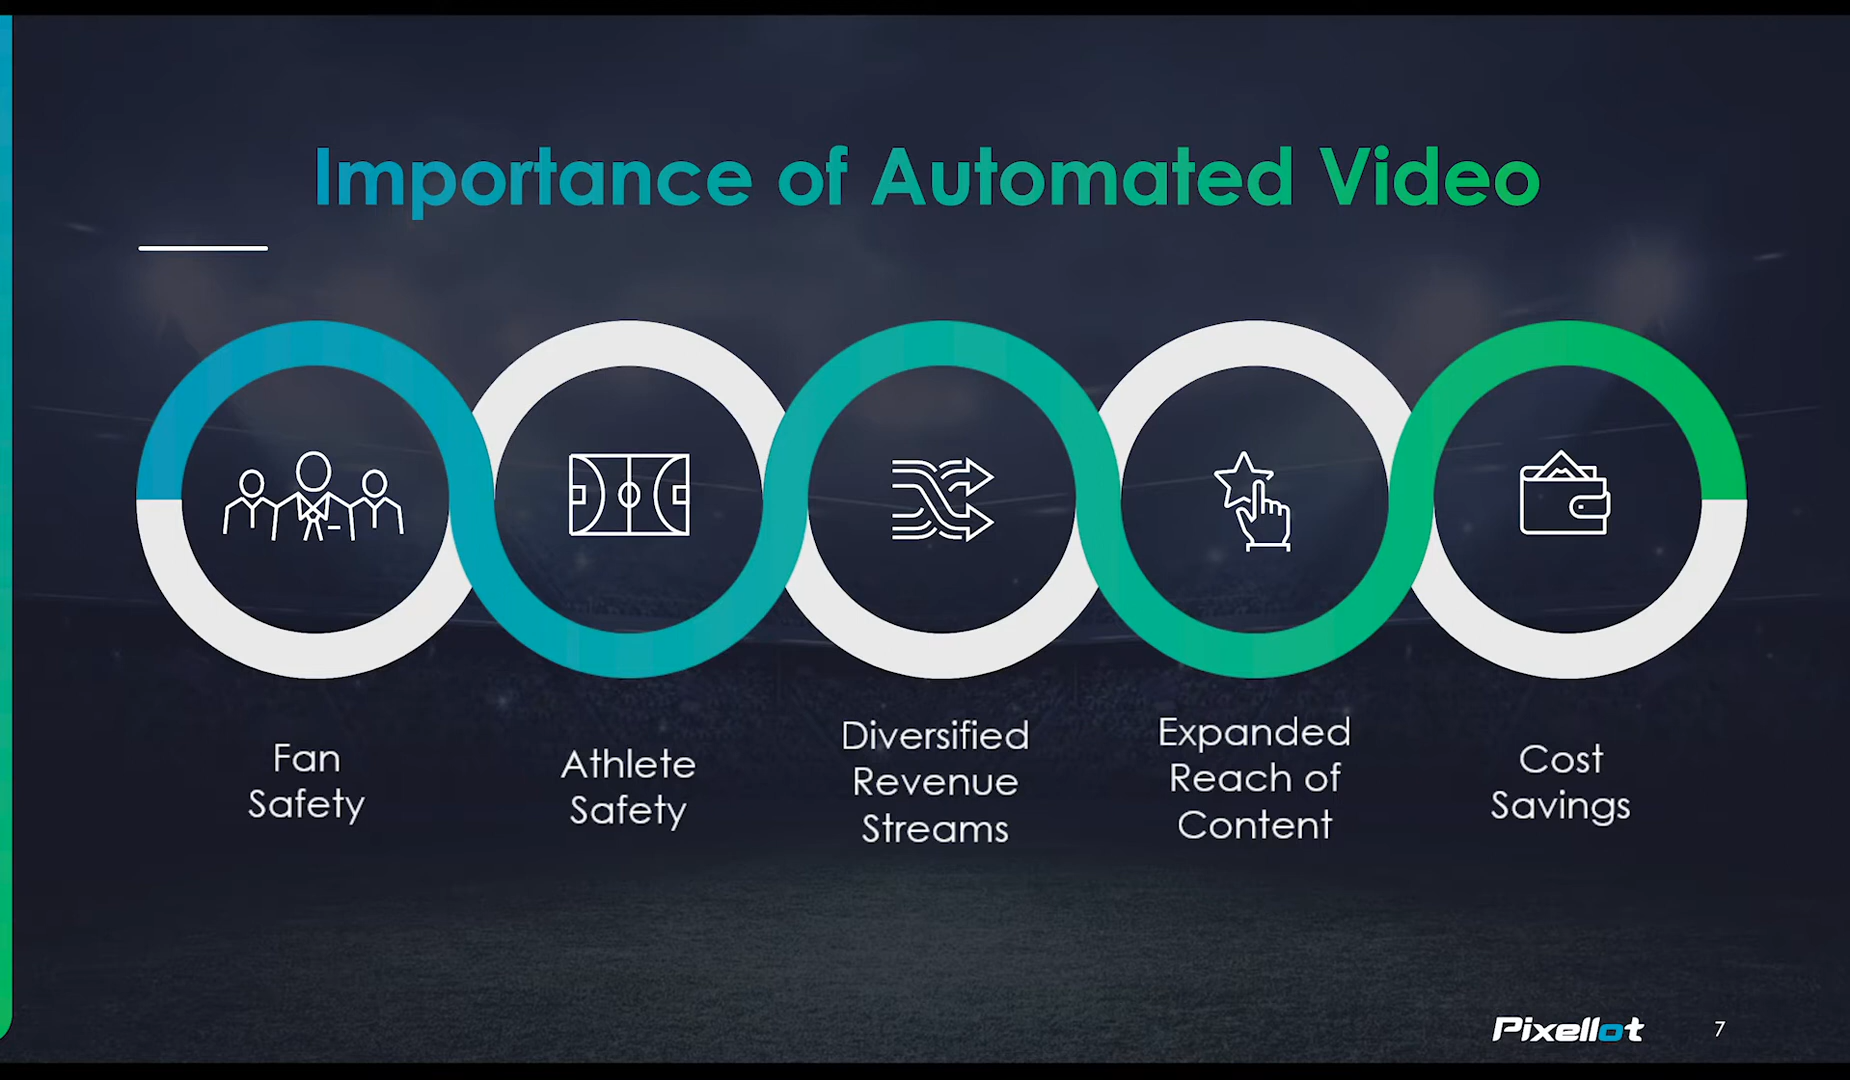 Importance of Automated Video
Fan
Safety
Athlete
Safety
Diversified
Revenue
Streams
Expanded
Reach of
Content
Cost
Savings
Pixellot
7